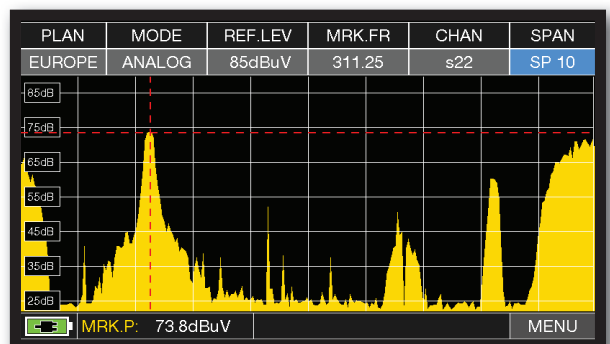 PLAN MODE REF.LEV MRK.FR CHAN SPAN
EUROPE ANALOG 85dBuV 311.25 s22 SP 10
85dB
75dB
65dB
55dB
45dB
35dB
25dB
MRK.P: 73.8dBuV MENU